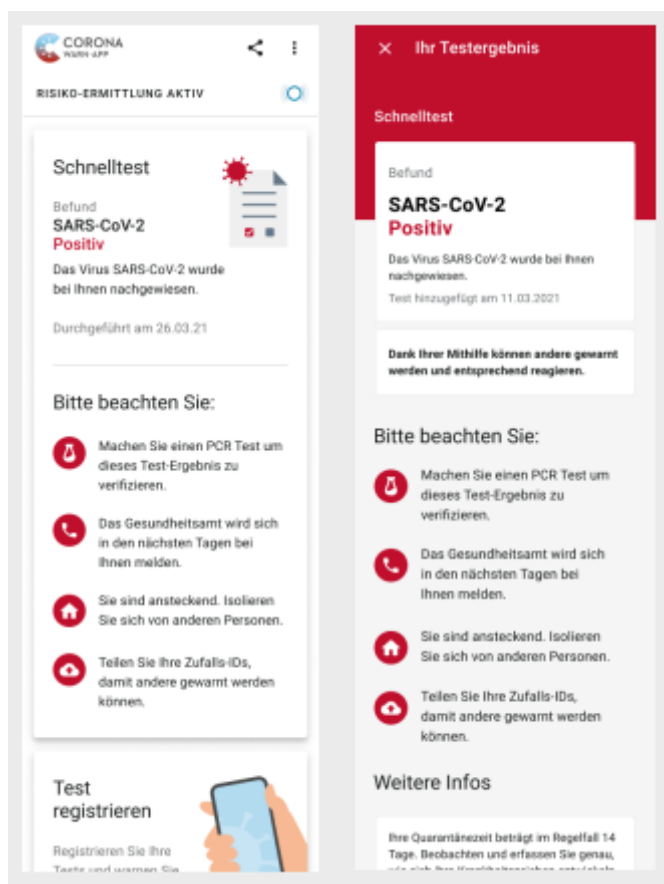 CORONA
WARN-APP
RISIKO-ERMITTLUNG AKTIV
Schnelltest
Befund
SARS-CoV-2
Positiv
Das Virus SARS-CoV-2 wurde
bei Ihnen nachgewiesen.
Durchgeführt am 26.03.21
Bitte beachten Sie:
Machen Sie einen PCR Test um
dieses Test-Ergebnis zu
verifizieren.
Das Gesundheitsamt wird sich
in den nächsten Tagen bei
Ihnen melden.
Sie sind ansteckend. Isolieren
Sie sich von anderen Personen.
Teilen Sie Ihre Zufalls-IDs,
damit andere gewarnt werden
können.
Test
registrieren
Registrieren Sie Ihre
Tests und warnen Sie
Ihr Testergebnis
Schnelltest
Befund
SARS-CoV-2
Positiv
Das Virus SARS-CoV-2 wurde bei Ihnen
nachgewiesen.
Test hinzugefügt am 11.03.2021
Dank Ihrer Mithilfe können andere gewarnt
werden und entsprechend reagieren.
Bitte beachten Sie:
Machen Sie einen PCR Test um
dieses Test-Ergebnis zu
verifizieren.
Das Gesundheitsamt wird sich
in den nächsten Tagen bei
Ihnen melden.
Sie sind ansteckend. Isolieren
Sie sich von anderen Personen.
Teilen Sie Ihre Zufalls-IDs,
damit andere gewarnt werden
können.
Weitere Infos
Ihre Quarantänezeit beträgt im Regelfall 14
Tage. Beobachten und erfassen Sie genau,